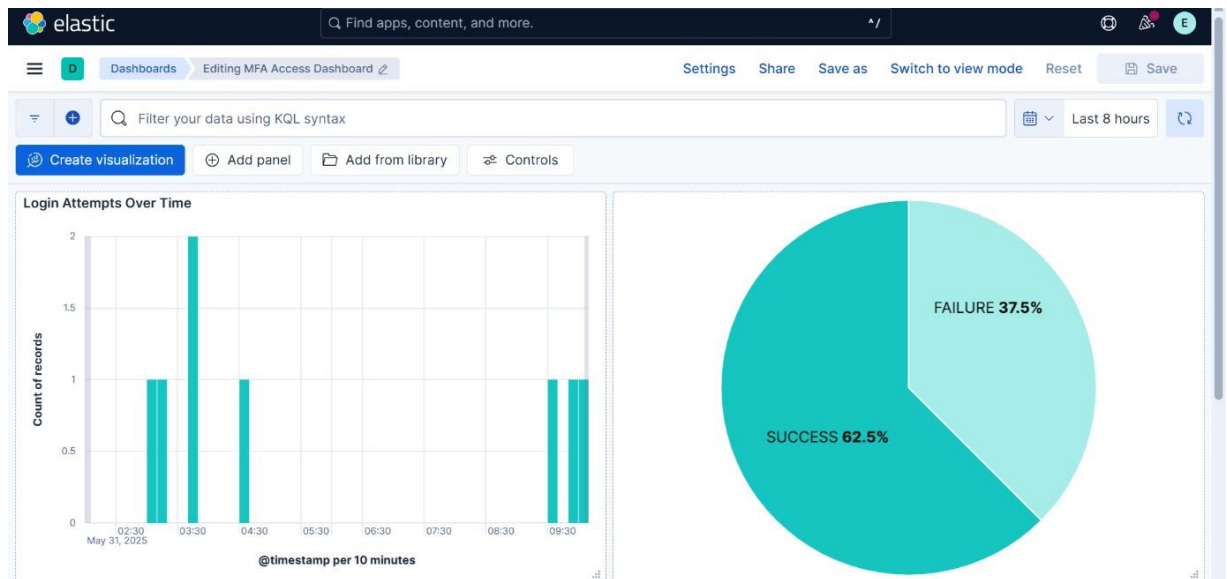 elastic
Find apps, content, and more.
^/
E
D
Dashboards
Editing MFA Access Dashboard
Settings
Share
Save as
Switch to view mode
Reset
Save
Filter your data using KQL syntax
Last 8 hours
Create visualization
Add panel
Add from library
Controls
Login Attempts Over Time
2
1.5
1
0.5
0
Count of records
02:30
May 31, 2025
03:30
04:30
05:30
06:30
07:30
08:30
09:30
@timestamp per 10 minutes
FAILURE 37.5%
SUCCESS 62.5%